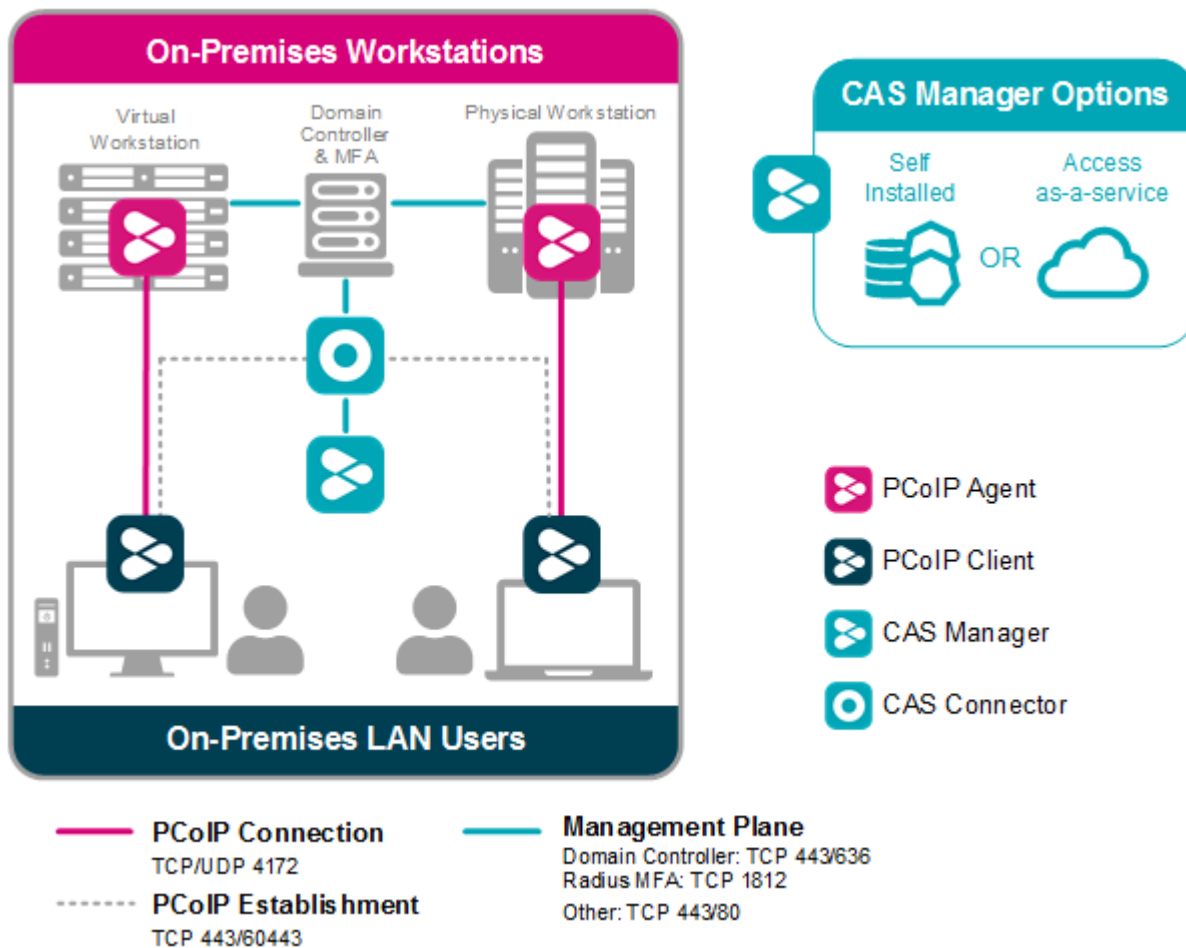 On-Premises Workstations
Virtual
Workstation
Domain
Controller
& MFA
Physical Workstation
On-Premises LAN Users
CAS Manager Options
Self
Installed
OR
Access
as-a-service
PCoIP Agent
PCoIP Client
CAS Manager
CAS Connector
PCoIP Connection
TCP/UDP 4172
PCoIP Establishment
TCP 443/60443
Management Plane
Domain Controller: TCP 443/636
Radius MFA: TCP 1812
Other: TCP 443/80